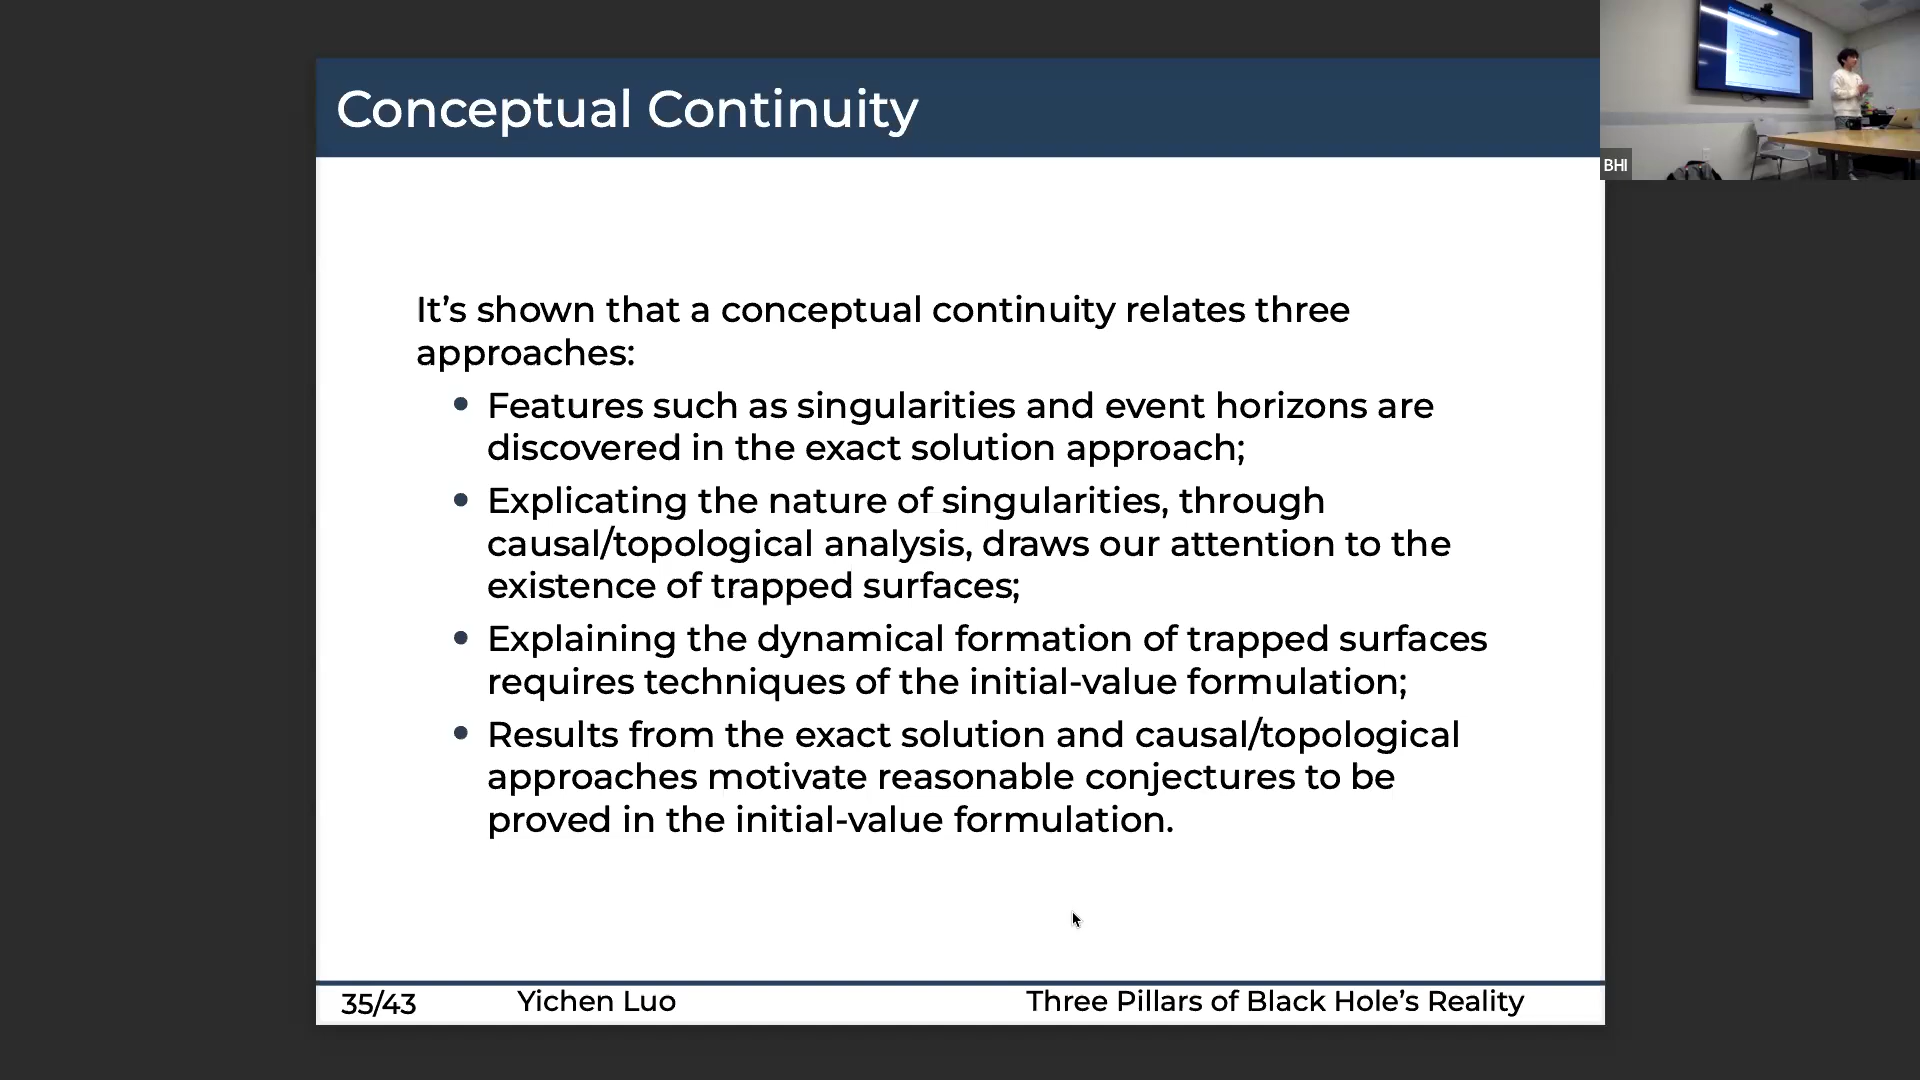 Conceptual Continuity
It’s shown that a conceptual continuity relates three
approaches:
• Features such as singularities and event horizons are
discovered in the exact solution approach;
• Explicating the nature of singularities, through
causal/topological analysis, draws our attention to the
existence of trapped surfaces;
• Explaining the dynamical formation of trapped surfaces
requires techniques of the initial-value formulation;
• Results from the exact solution and causal/topological
approaches motivate reasonable conjectures to be
proved in the initial-value formulation.
35/43 Yichen Luo Three Pillars of Black Hole’s Reality
BHI